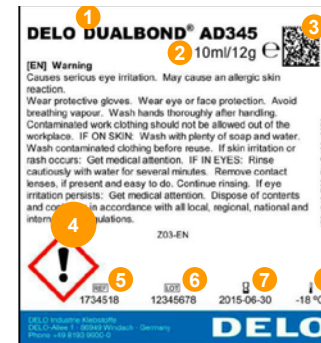 1
DELO DUALBOND® AD345
3
2 10ml/12g ℮
[EN] Warning
Causes serious eye irritation. May cause an allergic skin
reaction.
Wear protective gloves. Wear eye or face protection. Avoid
breathing vapour. Wash hands thoroughly after handling.
Contaminated work clothing should not be allowed out of the
workplace. IF ON SKIN: Wash with plenty of soap and water.
Wash contaminated clothing before reuse. If skin irritation or
rash occurs: Get medical attention. IF IN EYES: Rinse
cautiously with water for several minutes. Remove contact
lenses, if present and easy to do. Continue rinsing. If eye
irritation persists: Get medical attention. Dispose of contents
and in accordance with all local, regional, national and
4
Z03-EN
5 6 7
REF LOT
1734518 12345678 2015-06-30 -18 °
DELO Industrie Klebstoffe
DELO-Allee 1 · 86949 Windach · Germany
Phone +49 8193 9900-0
DELO